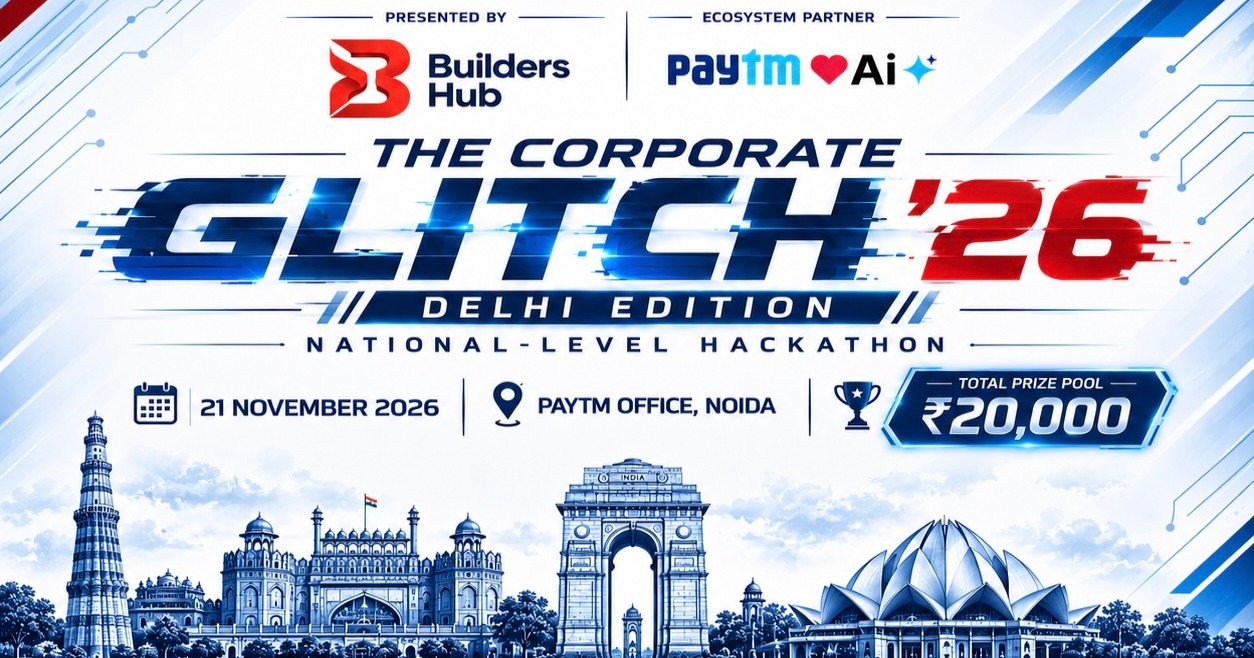 PRESENTED BY
ECOSYSTEM PARTNER
Builders
Hub
paytm Ai
THE CORPORATE
GLITCH '26
DELHI EDITION
NATIONAL-LEVEL HACKATHON
21 NOVEMBER 2026
PAYTM OFFICE, NOIDA
TOTAL PRIZE POOL
₹20,000
INDIA